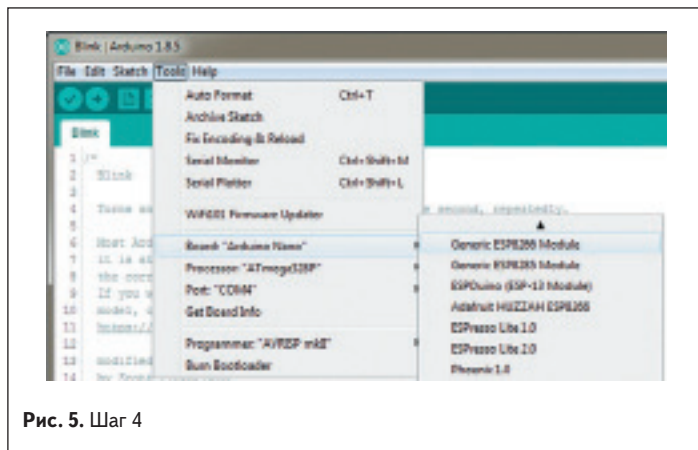 Blink | Arduino 1.8.5
File Edit Sketch Tools Help
Blink
Auto Format Ctrl+T
Archive Sketch
Fix Encoding & Reload
Serial Monitor Ctrl+Shift+M
Serial Plotter Ctrl+Shift+L
WiFi101 Firmware Updater
Board: "Arduino Nano"
Processor: "ATmega328P"
Port: "COM4"
Get Board Info
Programmer: "AVRISP mkII"
Burn Bootloader
Generic ESP8266 Module
Generic ESP8285 Module
ESPDuino (ESP-13 Module)
Adafruit HUZZAH ESP8266
ESPresso Lite 1.0
ESPresso Lite 2.0
Phoenix 1.0
1 /*
2 Blink
3
4 Turns second, repeatedly.
5
6 Most
7 it is
8 the
9 If you
10 model,
11 https://
12
13 modified
14 by
Рис. 5. Шаг 4